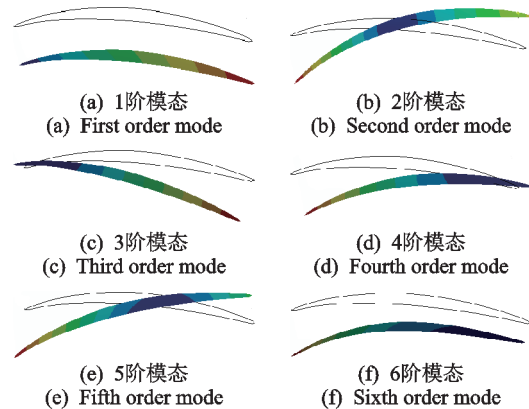 (a) 1阶模态
(a) First order mode
(b) 2阶模态
(b) Second order mode
(c) 3阶模态
(c) Third order mode
(d) 4阶模态
(d) Fourth order mode
(e) 5阶模态
(e) Fifth order mode
(f) 6阶模态
(f) Sixth order mode